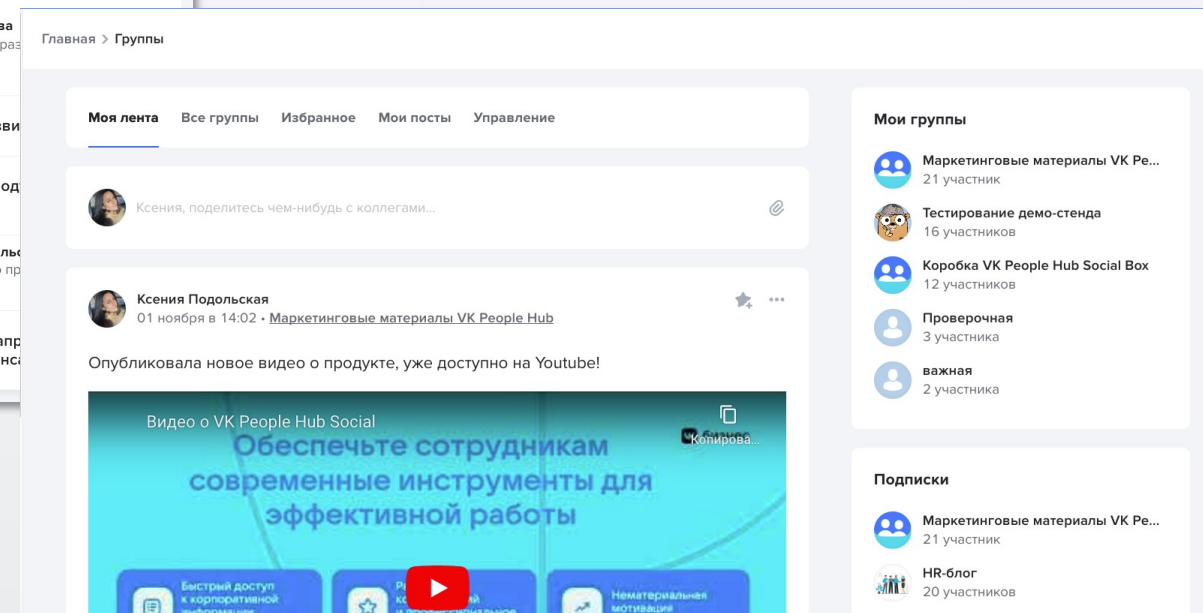 Главная > Группы
Моя лента Все группы Избранное Мои посты Управление
Ксения, поделитесь чем-нибудь с коллегами...
Ксения Подольская
01 ноября в 14:02 • Маркетинговые материалы VK People Hub
Опубликовала новое видео о продукте, уже доступно на Youtube!
Видео о VK People Hub Social
Копирова...
Обеспечьте сотрудникам
современные инструменты для
эффективной работы
Быстрый доступ
к корпоративной
информации
Нематериальная
мотивация
Мои группы
Маркетинговые материалы VK Pe...
21 участник
Тестирование демо-стенда
16 участников
Коробка VK People Hub Social Box
12 участников
Проверочная
3 участника
важная
2 участника
Подписки
Маркетинговые материалы VK Pe...
21 участник
HR-блог
20 участников